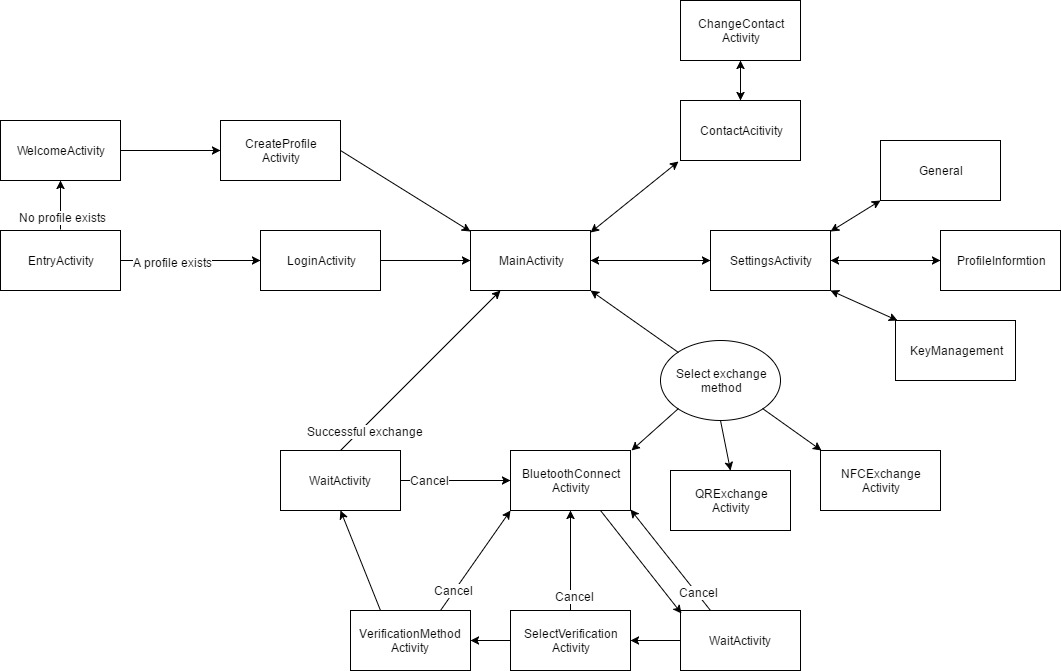 ChangeContact
Activity
ContactAcitivity
WelcomeActivity
CreateProfile
Activity
General
No profile exists
EntryActivity
A profile exists
LoginActivity
MainActivity
SettingsActivity
ProfileInformtion
KeyManagement
Select exchange
method
Successful exchange
WaitActivity
Cancel
BluetoothConnect
Activity
QRExchange
Activity
NFCExchange
Activity
Cancel
Cancel
Cancel
VerificationMethod
Activity
SelectVerification
Activity
WaitActivity